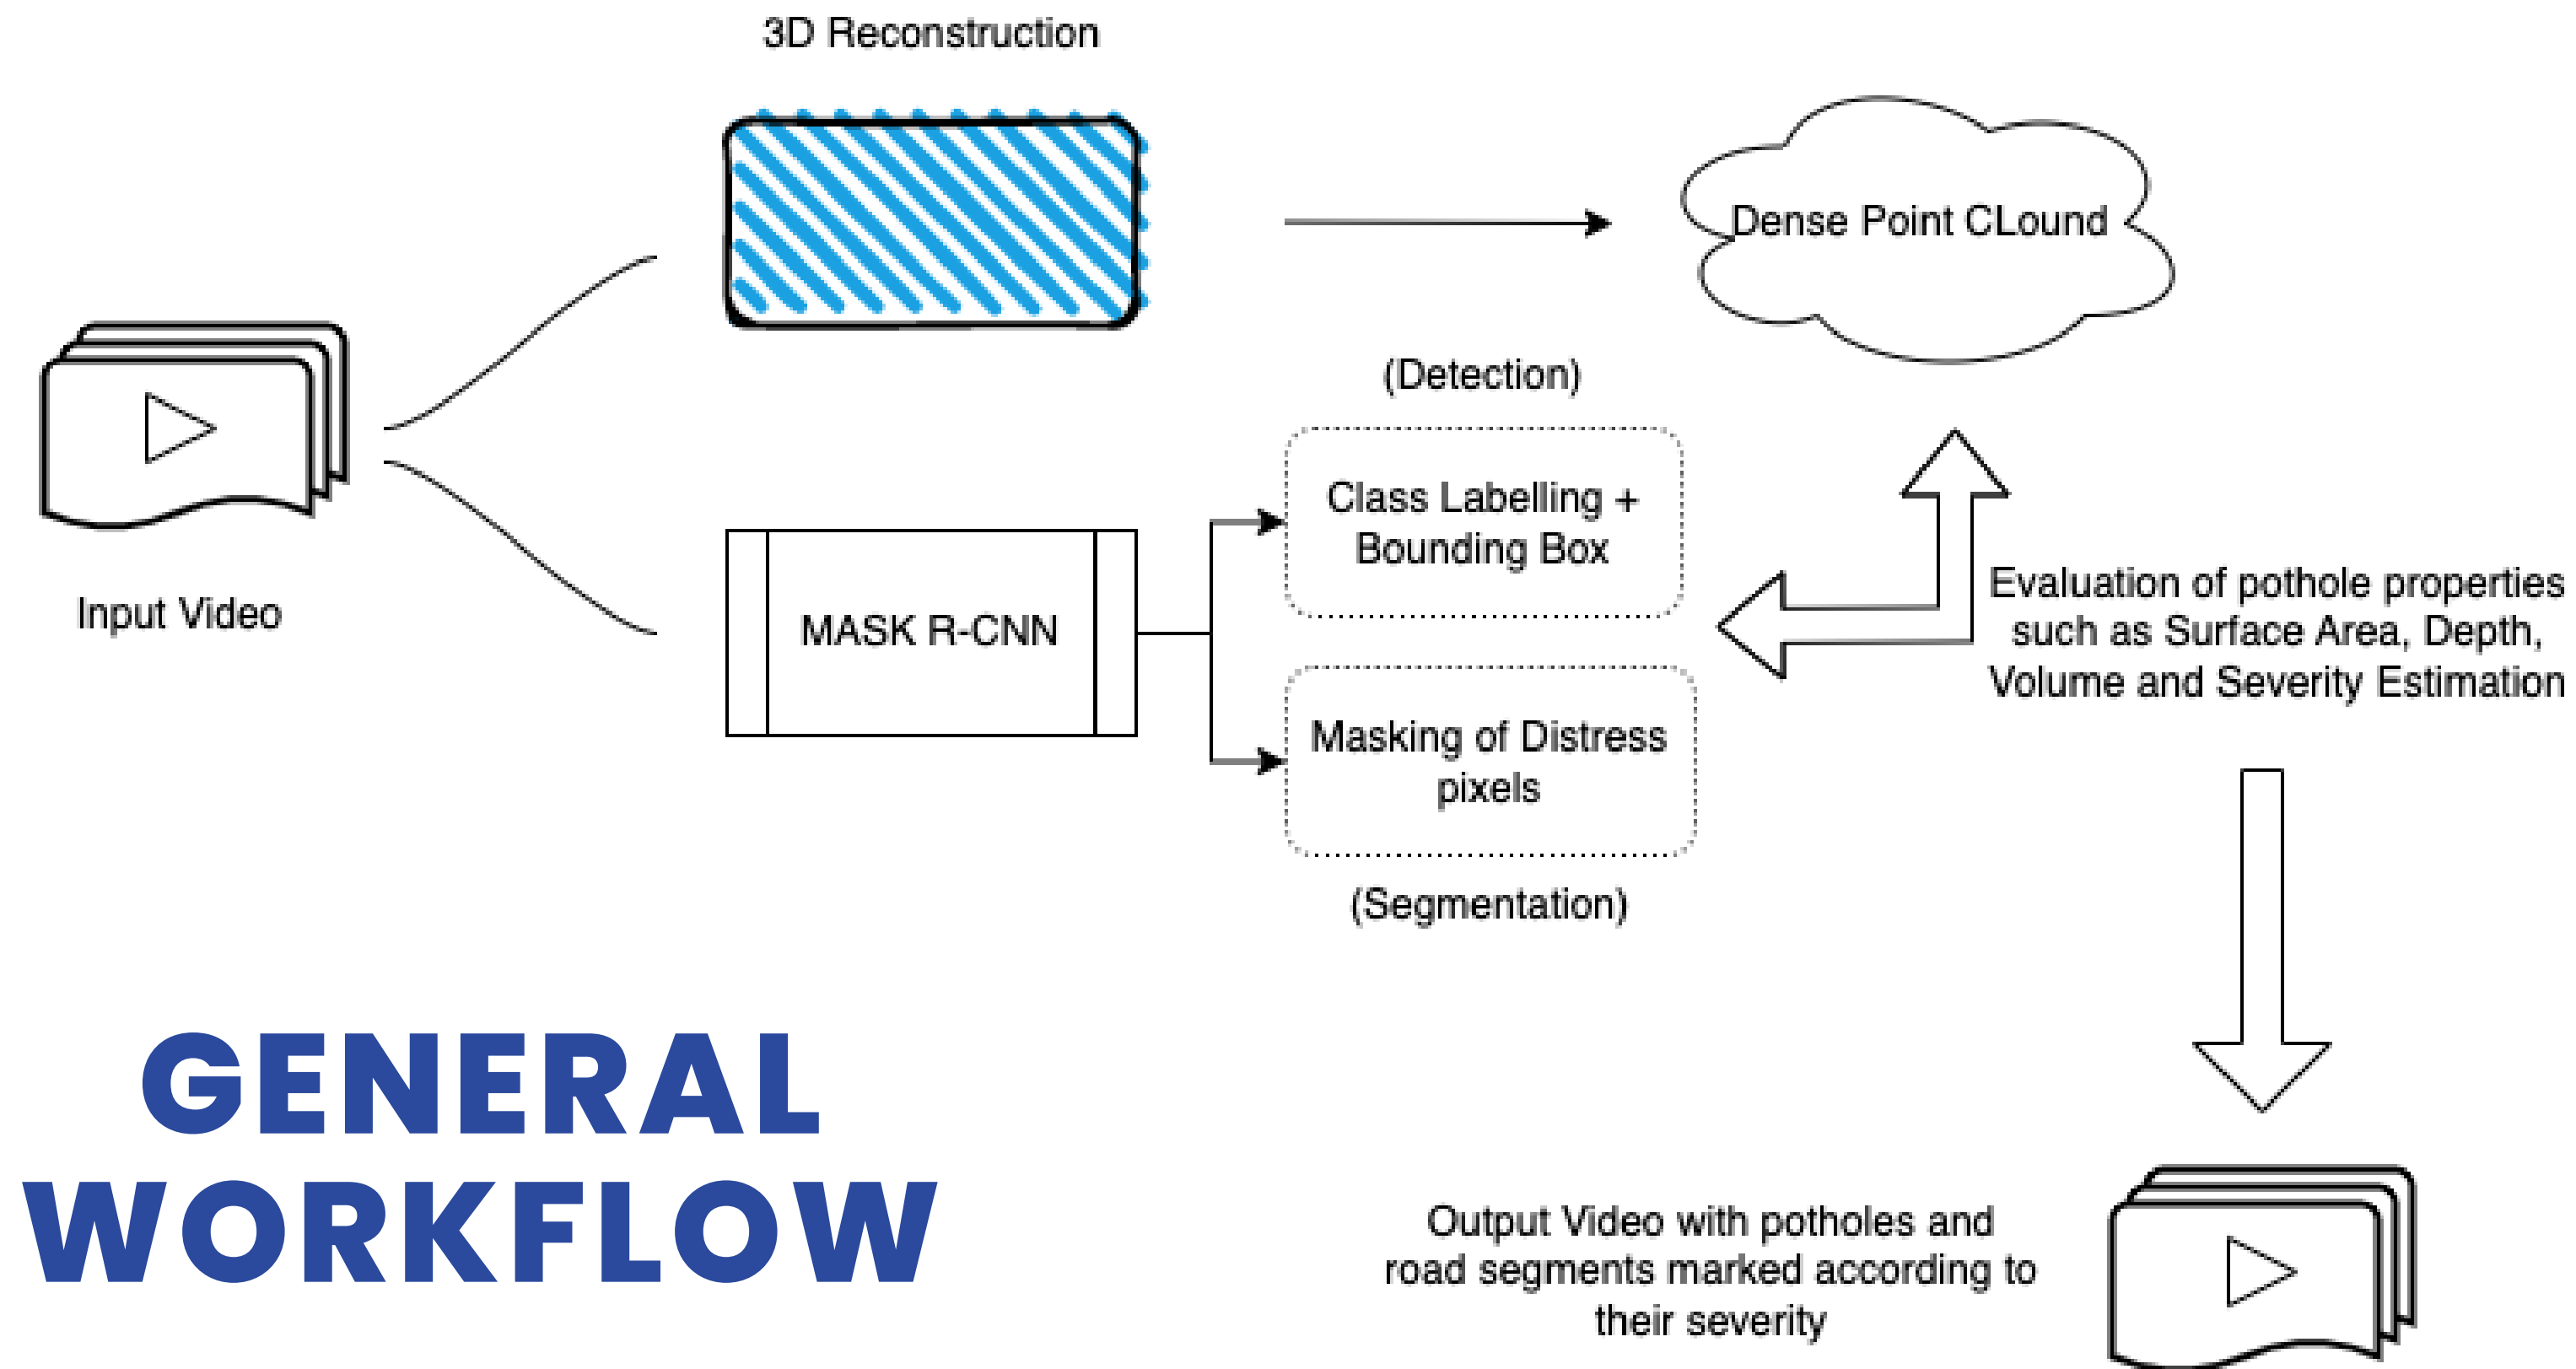 3D Reconstruction
Dense Point CLound
(Detection)
Class Labelling +
Bounding Box
Input Video
MASK R-CNN
Evaluation of pothole properties
such as Surface Area, Depth,
Volume and Severity Estimation
Masking of Distress
pixels
(Segmentation)
GENERAL
WORKFLOW
Output Video with potholes and
road segments marked according to
their severity